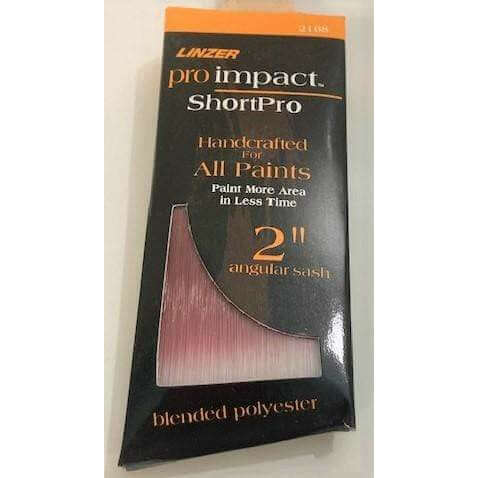 2108
LINZER
pro impact™
ShortPro
Handcrafted
For
All Paints
Paint More Area
in Less Time
2"
angular sash
blended polyester